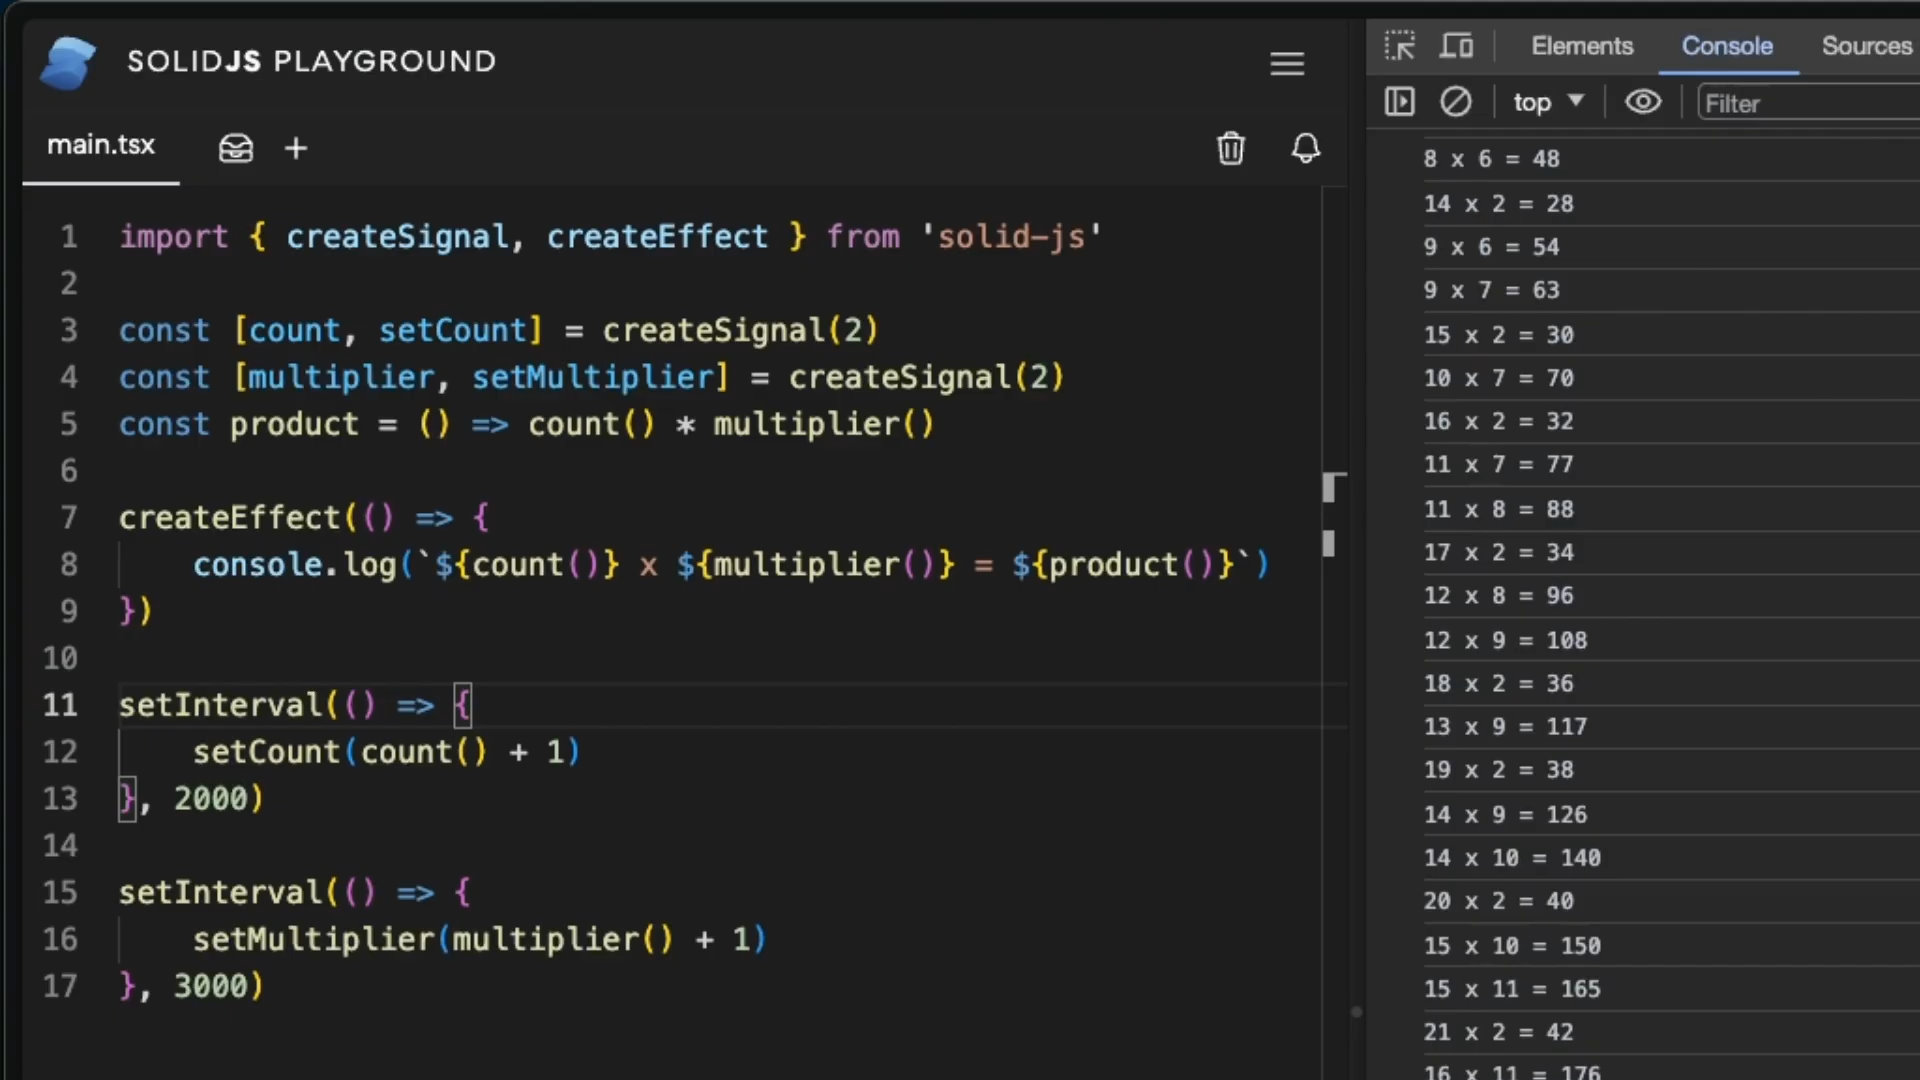 SOLIDJS PLAYGROUND
main.tsx
1 import { createSignal, createEffect } from 'solid-js'
2
3 const [count, setCount] = createSignal(2)
4 const [multiplier, setMultiplier] = createSignal(2)
5 const product = () => count() * multiplier()
6
7 createEffect(() => {
8 console.log(`${count()} x ${multiplier()} = ${product()}`)
9 })
10
11 setInterval(() => {
12 setCount(count() + 1)
13 }, 2000)
14
15 setInterval(() => {
16 setMultiplier(multiplier() + 1)
17 }, 3000)
Elements Console Sources
top Filter
8 x 6 = 48
14 x 2 = 28
9 x 6 = 54
9 x 7 = 63
15 x 2 = 30
10 x 7 = 70
16 x 2 = 32
11 x 7 = 77
11 x 8 = 88
17 x 2 = 34
12 x 8 = 96
12 x 9 = 108
18 x 2 = 36
13 x 9 = 117
19 x 2 = 38
14 x 9 = 126
14 x 10 = 140
20 x 2 = 40
15 x 10 = 150
15 x 11 = 165
21 x 2 = 42
16 x 11 = 176